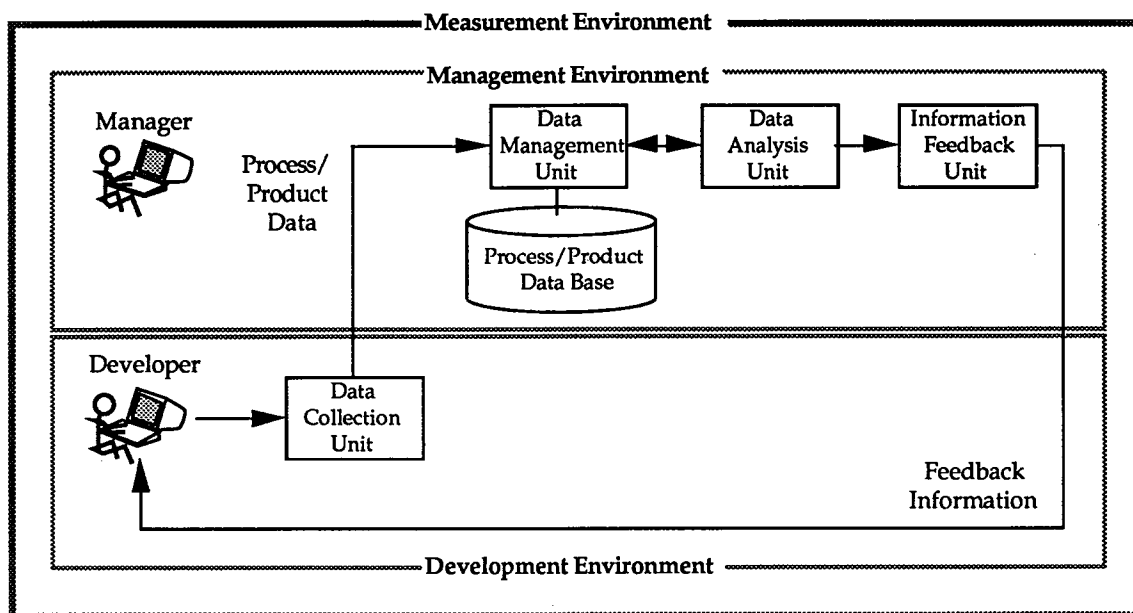 Measurement Environment
Management Environment
Manager
Process/
Product
Data
Data
Management
Unit
Data
Analysis
Unit
Information
Feedback
Unit
Process/Product
Data Base
Developer
Data
Collection
Unit
Feedback
Information
Development Environment